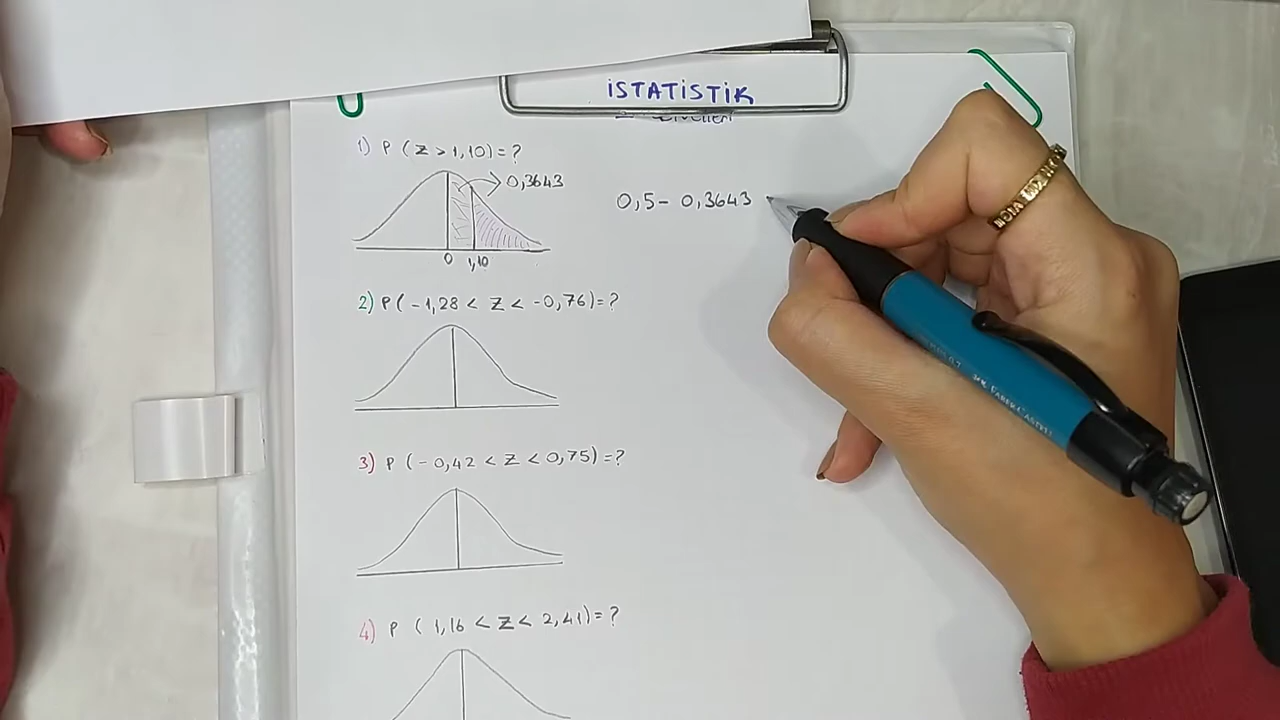 İSTATİSTİK
1) P (Z > 1,10) = ?
0,3643
0,5 - 0,3643
0 1,10
2) P( -1,28 < Z < -0,76) = ?
3) P (-0,42 < Z < 0,75) = ?
4) P ( 1,16 < Z < 2,41) = ?